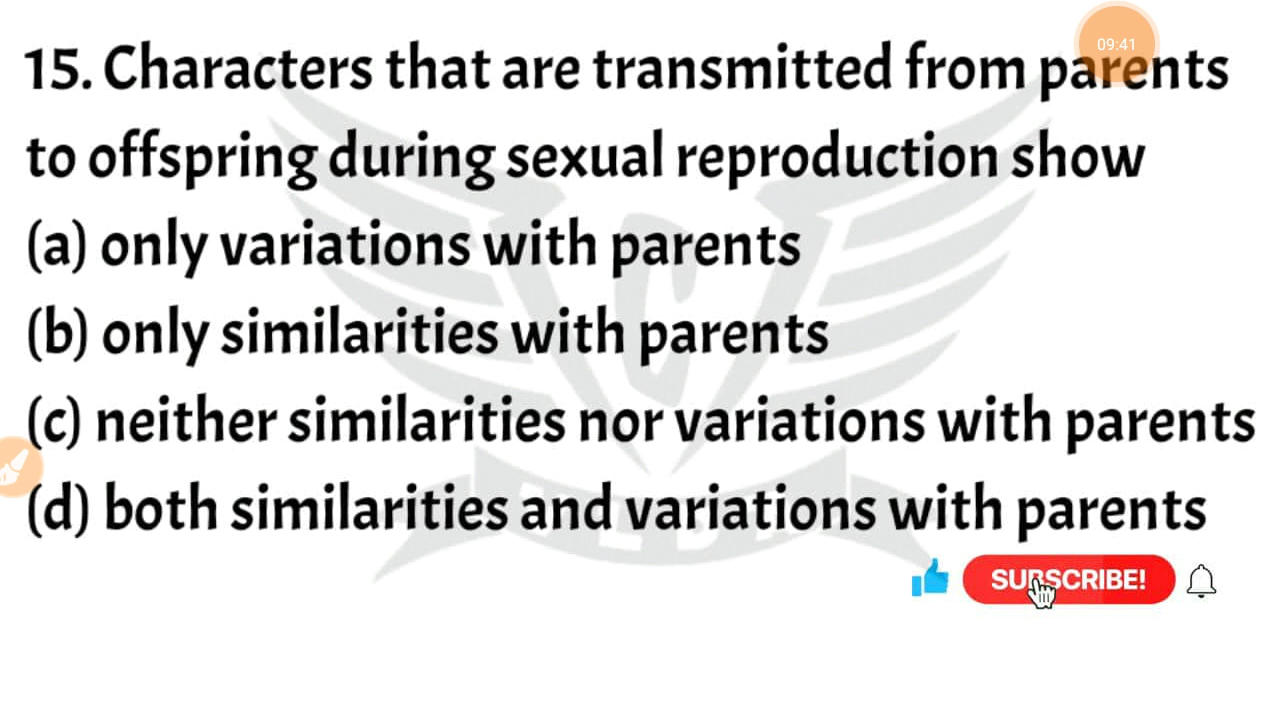 09:41
15. Characters that are transmitted from parents
to offspring during sexual reproduction show
(a) only variations with parents
(b) only similarities with parents
(c) neither similarities nor variations with parents
(d) both similarities and variations with parents
SUBSCRIBE!